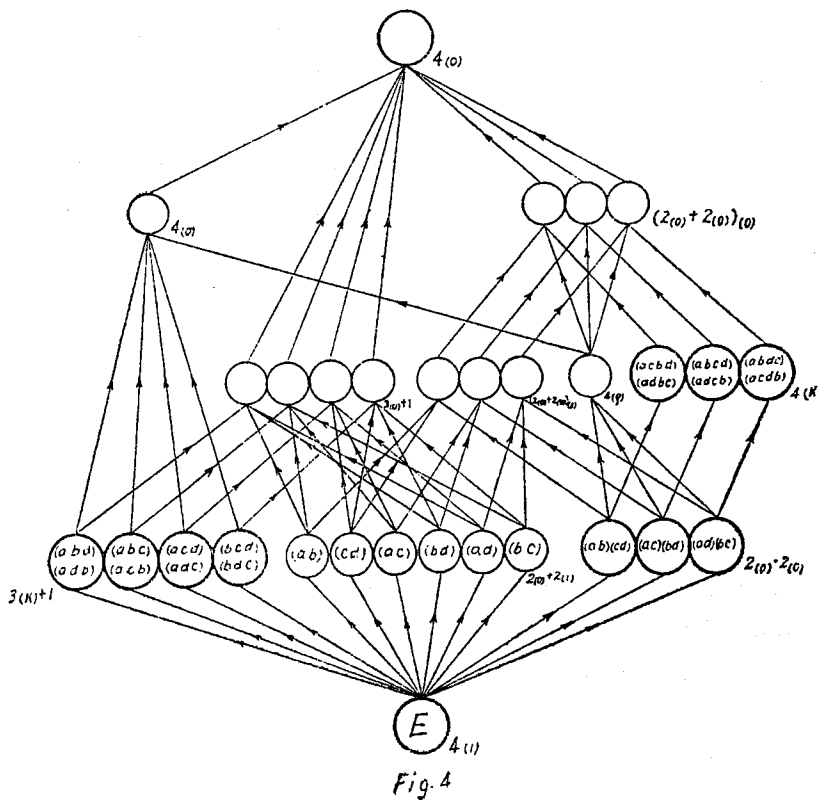 4(0)
4(0)
(2(0)+2(0))(0)
(acbd) (abcd) (abdc)
(adbc) (adcb) (acdb)
4(K
3(0)+1
(abd) (abc) (acd) (bcd)
(adb) (acb) (adc) (bdc)
(ab) (cd) (ac) (bd) (ad) (bc)
(ab)(cd) (ac)(bd) (ad)(bc)
3(K)+1
2(0)+2(1)
2(0)-2(0)
E
4(1)
Fig. 4